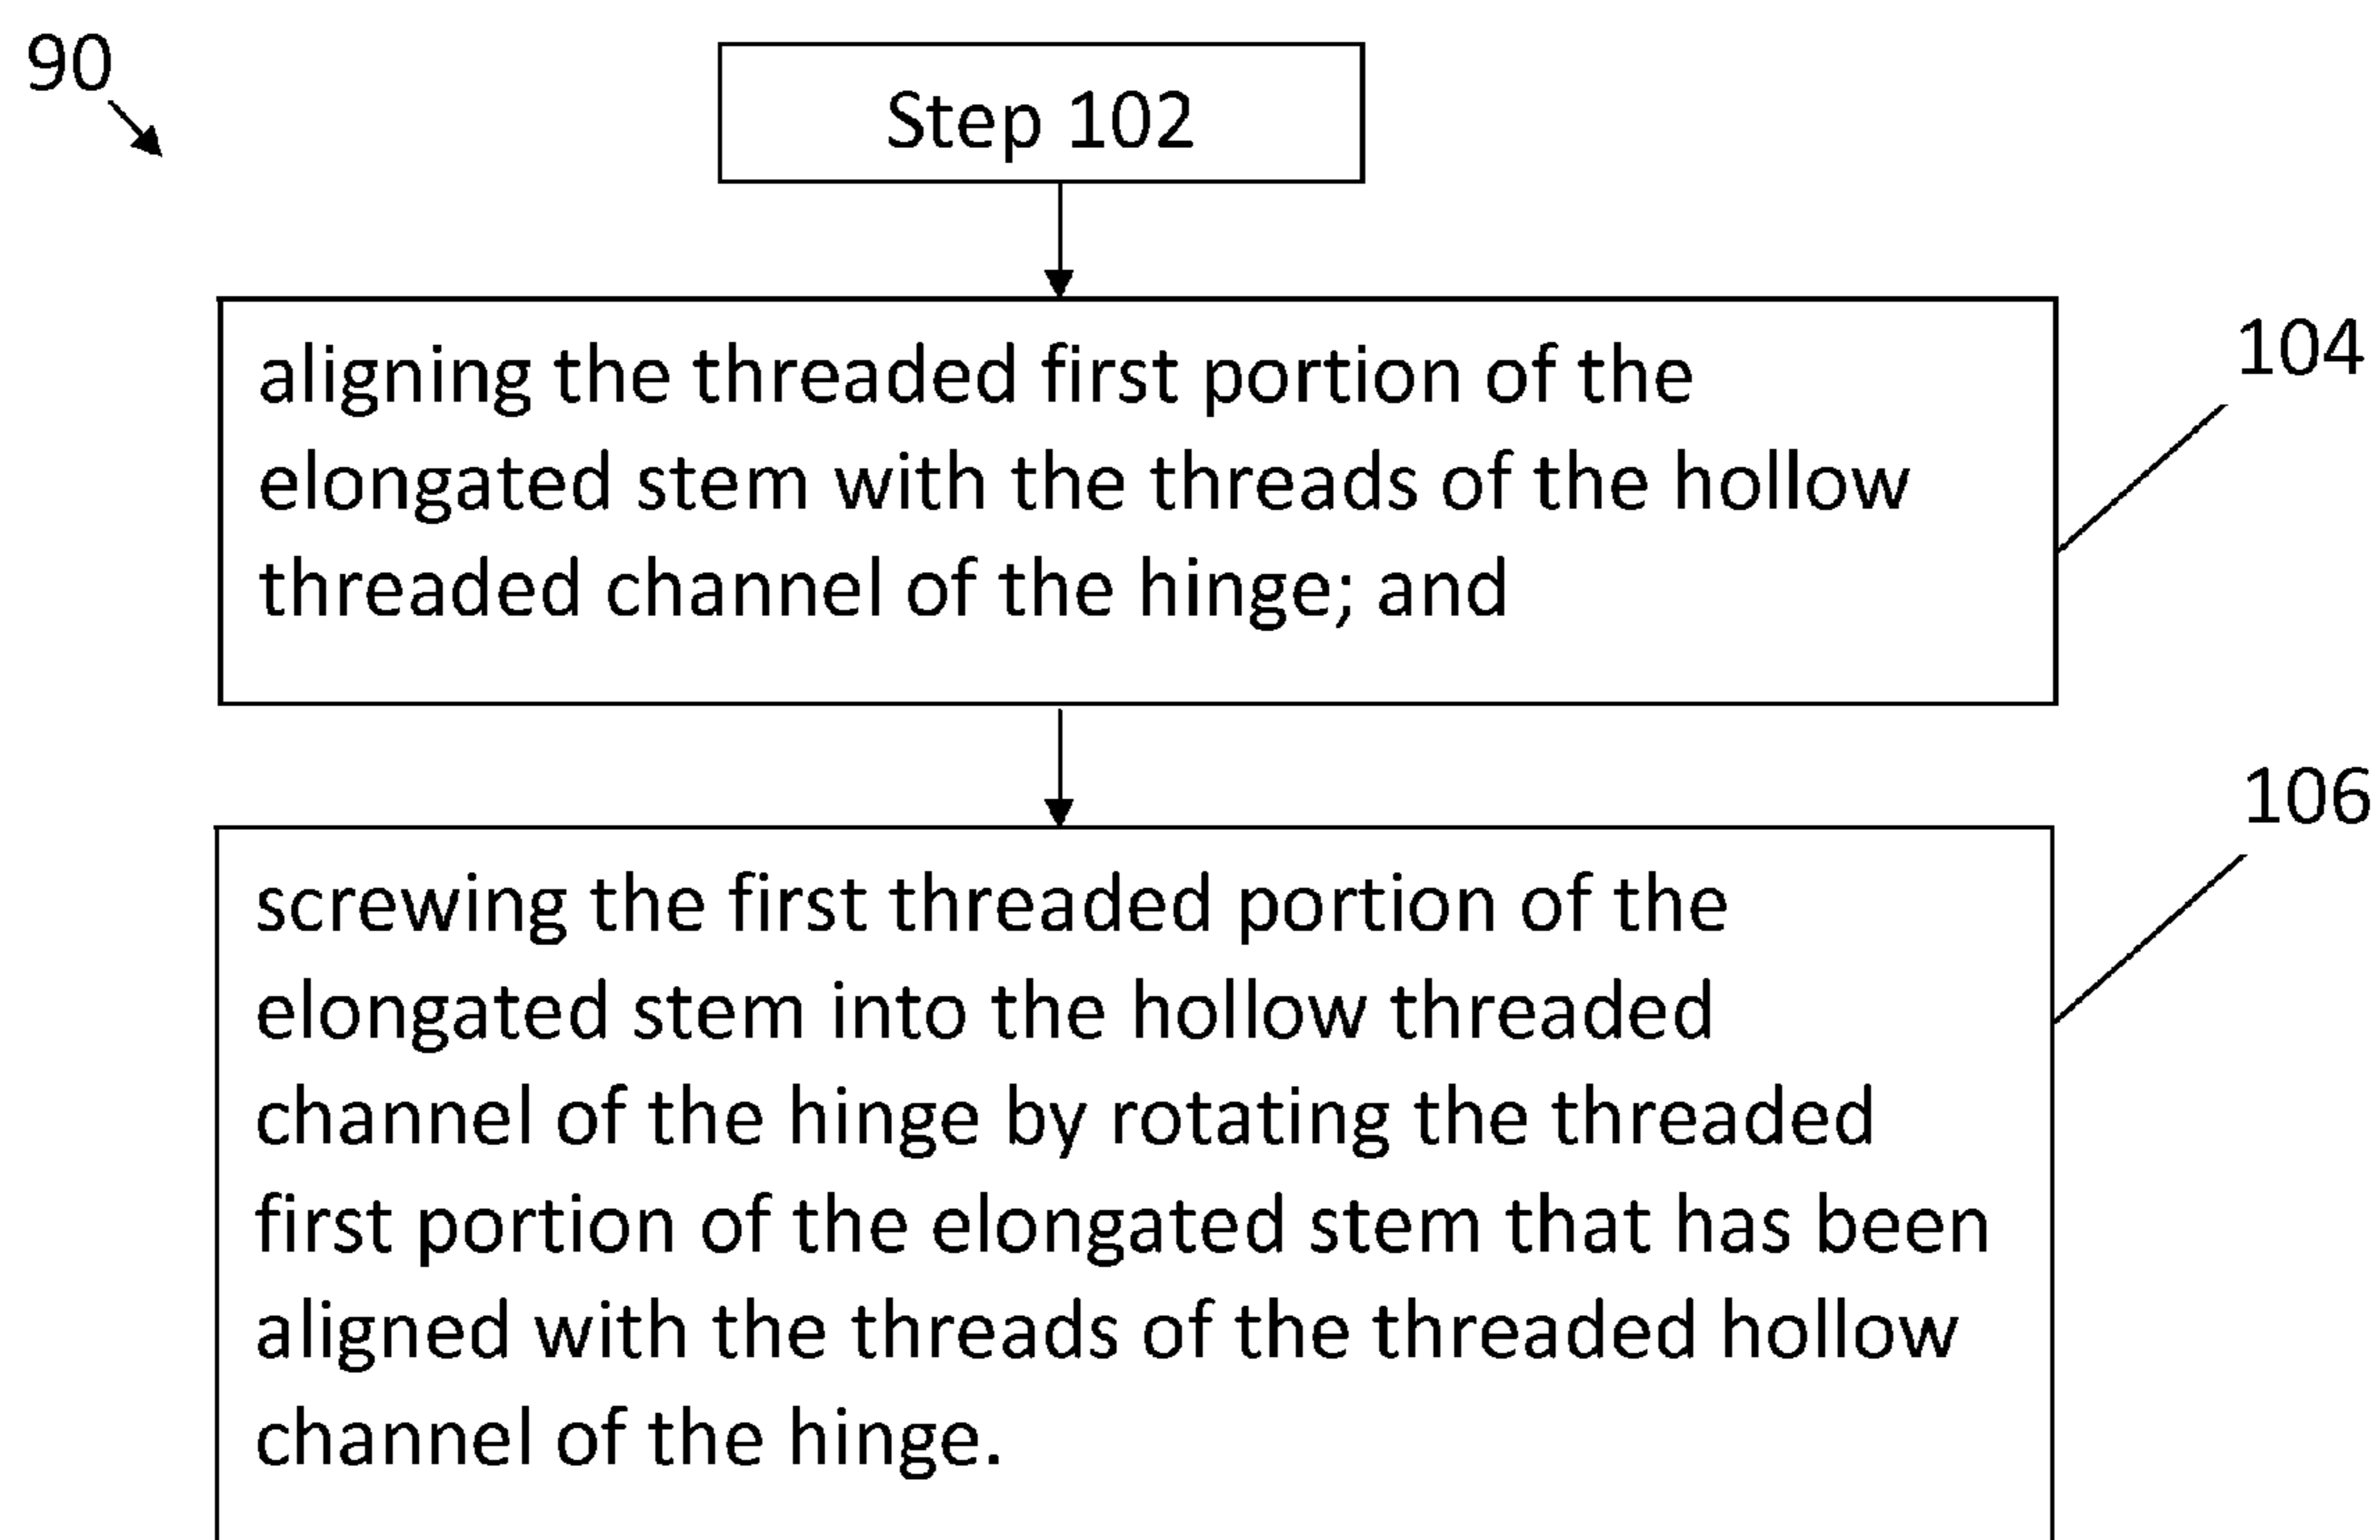 90
Step 102
104
aligning the threaded first portion of the
elongated stem with the threads of the hollow
threaded channel of the hinge; and
106
screwing the first threaded portion of the
elongated stem into the hollow threaded
channel of the hinge by rotating the threaded
first portion of the elongated stem that has been
aligned with the threads of the threaded hollow
channel of the hinge.